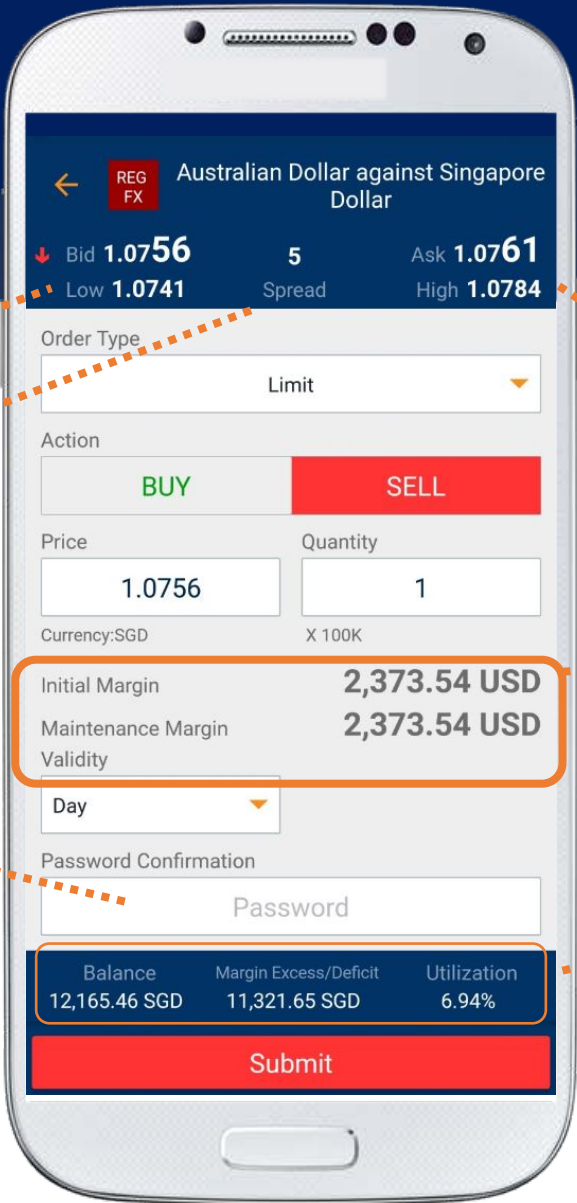 REG FX
Australian Dollar against Singapore
Dollar
Bid 1.0756 5 Ask 1.0761
Low 1.0741 Spread High 1.0784
Order Type
Limit
Action
BUY SELL
Price Quantity
1.0756 1
Currency:SGD X 100K
Initial Margin 2,373.54 USD
Maintenance Margin 2,373.54 USD
Validity
Day
Password Confirmation
Password
Balance Margin Excess/Deficit Utilization
12,165.46 SGD 11,321.65 SGD 6.94%
Submit